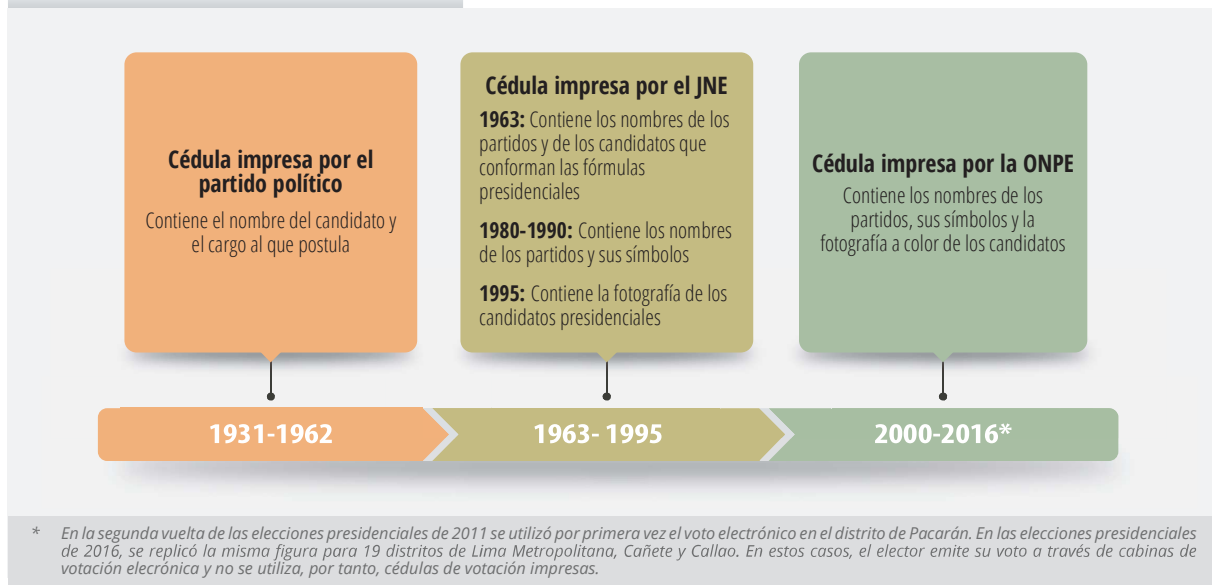 Cédula impresa por el
partido político
Contiene el nombre del candidato y
el cargo al que postula
Cédula impresa por el JNE
1963: Contiene los nombres de los
partidos y de los candidatos que
conforman las fórmulas
presidenciales
1980-1990: Contiene los nombres
de los partidos y sus símbolos
1995: Contiene la fotografía de los
candidatos presidenciales
Cédula impresa por la ONPE
Contiene los nombres de los
partidos, sus símbolos y la
fotografía a color de los candidatos
1931-1962
1963- 1995
2000-2016*
* En la segunda vuelta de las elecciones presidenciales de 2011 se utilizó por primera vez el voto electrónico en el distrito de Pacarán. En las elecciones presidenciales
de 2016, se replicó la misma figura para 19 distritos de Lima Metropolitana, Cañete y Callao. En estos casos, el elector emite su voto a través de cabinas de
votación elecrónica y no se utiliza, por tanto, cédulas de votación impresas.